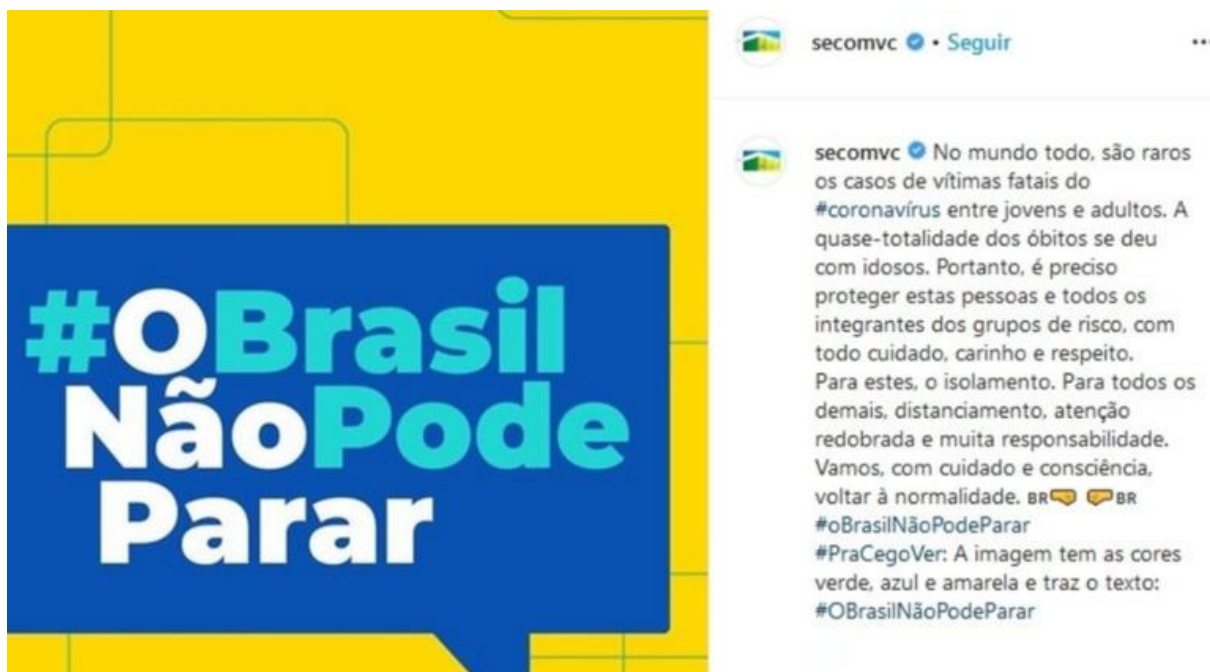 #OBrasil
NãoPode
Parar
secomvc • Seguir
secomvc No mundo todo, são raros
os casos de vítimas fatais do
#coronavírus entre jovens e adultos. A
quase-totalidade dos óbitos se deu
com idosos. Portanto, é preciso
proteger estas pessoas e todos os
integrantes dos grupos de risco, com
todo cuidado, carinho e respeito.
Para estes, o isolamento. Para todos os
demais, distanciamento, atenção
redobrada e muita responsabilidade.
Vamos, com cuidado e consciência,
voltar à normalidade. BR🤜 🤛BR
#oBrasilNãoPodeParar
#PraCegoVer: A imagem tem as cores
verde, azul e amarela e traz o texto:
#OBrasilNãoPodeParar